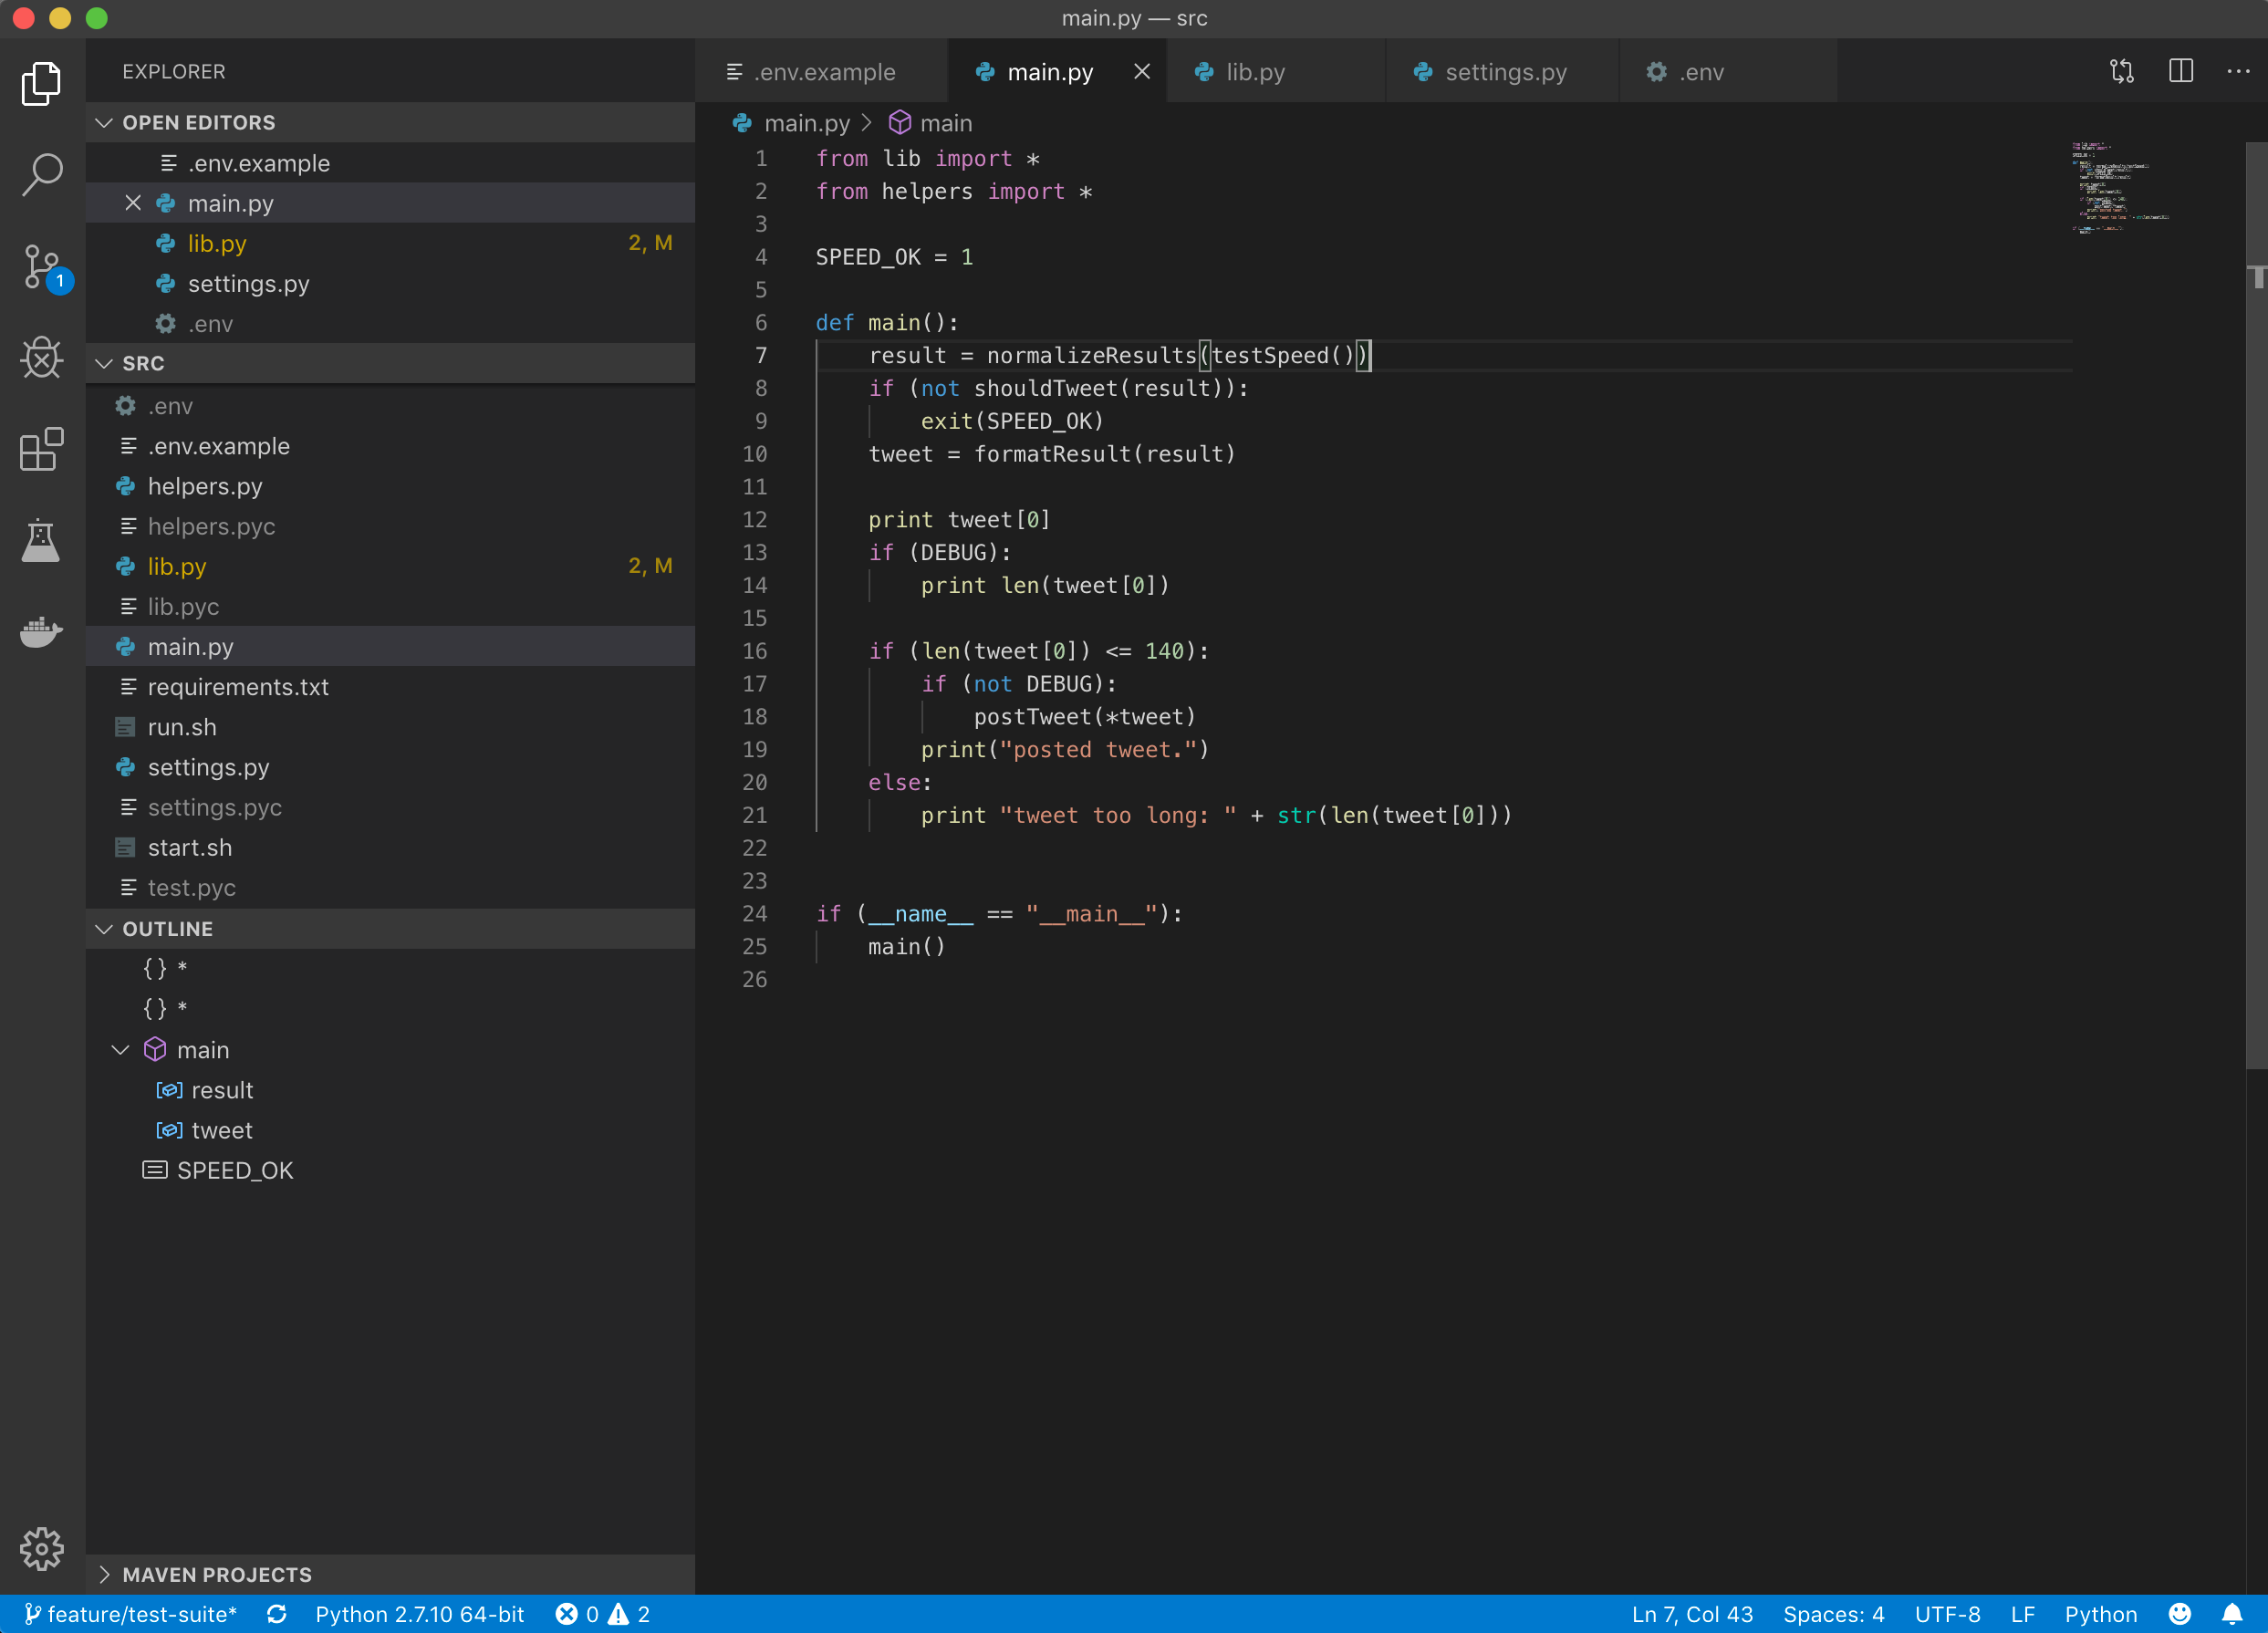 main.py — src
EXPLORER
OPEN EDITORS
.env.example
main.py
lib.py 2, M
settings.py
.env
SRC
.env
.env.example
helpers.py
helpers.pyc
lib.py 2, M
lib.pyc
main.py
requirements.txt
run.sh
settings.py
settings.pyc
start.sh
test.pyc
OUTLINE
{} *
{} *
main
result
tweet
SPEED_OK
MAVEN PROJECTS
1
.env.example main.py lib.py settings.py .env
main.py > main
1 from lib import *
2 from helpers import *
3
4 SPEED_OK = 1
5
6 def main():
7 result = normalizeResults(testSpeed())
8 if (not shouldTweet(result)):
9 exit(SPEED_OK)
10 tweet = formatResult(result)
11
12 print tweet[0]
13 if (DEBUG):
14 print len(tweet[0])
15
16 if (len(tweet[0]) <= 140):
17 if (not DEBUG):
18 postTweet(*tweet)
19 print("posted tweet.")
20 else:
21 print "tweet too long: " + str(len(tweet[0]))
22
23
24 if (__name__ == "__main__"):
25 main()
26
feature/test-suite* Python 2.7.10 64-bit 0 2 Ln 7, Col 43 Spaces: 4 UTF-8 LF Python